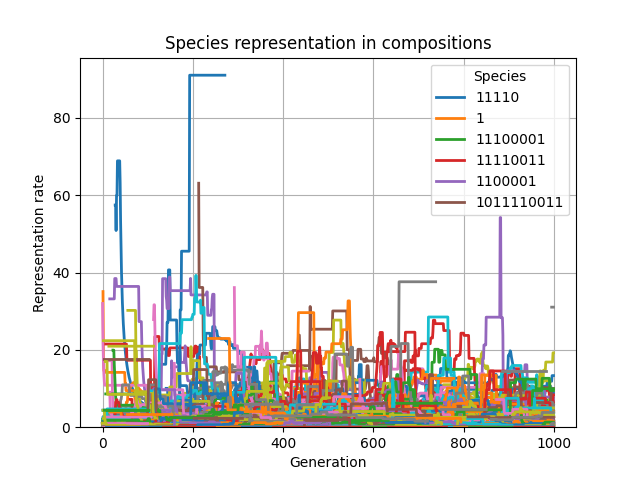 Species representation in compositions
Species
11110
1
11100001
11110011
1100001
1011110011
Representation rate
80
60
40
20
0
0 200 400 600 800 1000
Generation